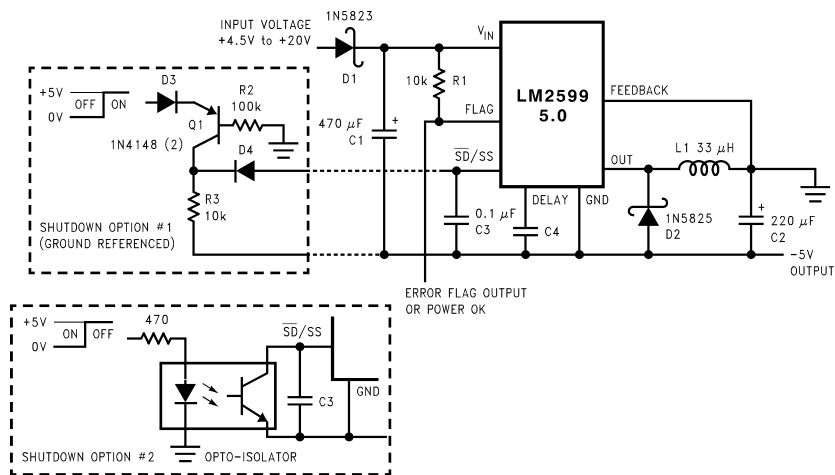 INPUT VOLTAGE
+4.5V to +20V
1N5823
D1
VIN
10k R1
FLAG
LM2599
5.0
FEEDBACK
470 µF
C1
+
SD/SS
OUT
L1 33 µH
DELAY
GND
0.1 µF
C3
C4
1N5825
D2
+
220 µF
C2
-5V
OUTPUT
ERROR FLAG OUTPUT
OR POWER OK
+5V
0V
OFF
ON
D3
R2
100k
Q1
1N4148 (2)
D4
R3
10k
SHUTDOWN OPTION #1
(GROUND REFERENCED)
+5V
0V
ON
OFF
470
SD/SS
GND
C3
SHUTDOWN OPTION #2
OPTO-ISOLATOR